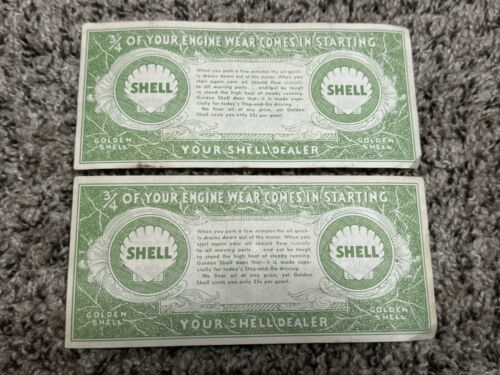 3/4 OF YOUR ENGINE WEAR COMES IN STARTING
SHELL
When you park a few minutes the oil quick-
ly drains down out of the motor. When you
start again your oil should flow instantly
to all moving parts . . . and yet be tough
to stand the high heat of steady running.
Golden Shell does that—it is made espe-
cially for today's Stop-and-Go driving.
No finer oil at any price, yet Golden
Shell costs you only 25c per quart.
SHELL
GOLDEN
SHELL
YOUR SHELL DEALER
GOLDEN
SHELL
3/4 OF YOUR ENGINE WEAR COMES IN STARTING
SHELL
When you park a few minutes the oil quick-
ly drains down out of the motor. When you
start again your oil should flow instantly
to all moving parts . . . and yet be tough
to stand the high heat of steady running.
Golden Shell does that—it is made espe-
cially for today's Stop-and-Go driving.
No finer oil at any price, yet Golden
Shell costs you only 25c per quart.
SHELL
GOLDEN
SHELL
YOUR SHELL DEALER
GOLDEN
SHELL